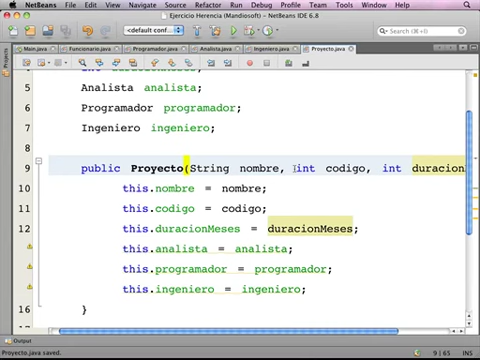 NetBeans File Edit View Navigate Source Refactor Run Debug Profile Team Tools Window Help
Ejercicio Herencia (Mandiosoft) - NetBeans IDE 6.8
<default conf... Search (⌘+I)
Main.java Funcionario.java Programador.java Analista.java Ingeniero.java Proyecto.java
4
5 Analista analista;
6 Programador programador;
7 Ingeniero ingeniero;
8
9 public Proyecto(String nombre, int codigo, int duracion
10 this.nombre = nombre;
11 this.codigo = codigo;
12 this.duracionMeses = duracionMeses;
this.analista = analista;
this.programador = programador;
this.ingeniero = ingeniero;
16 }
Output
Proyecto.java saved. 9 | 65 INS
Projects